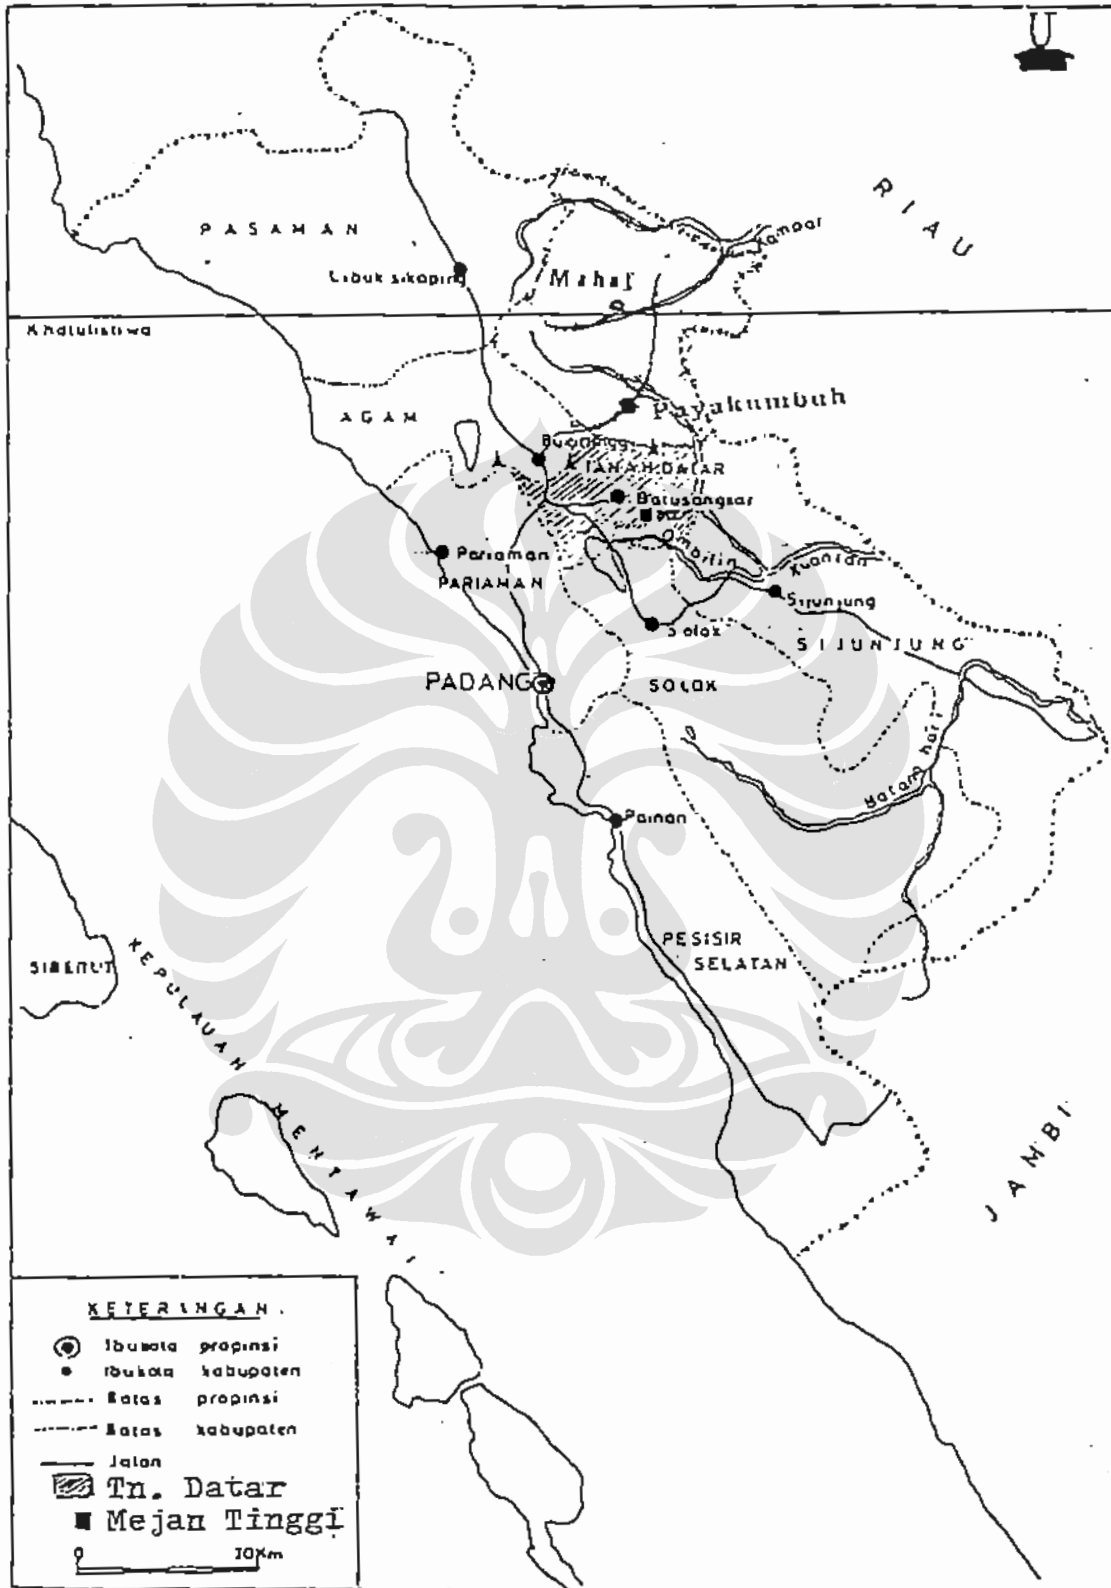 U
RIAU
PASAMAN
Kampar
Lubuk sikaping
Mahat
Khatulistiwa
Payakumbuh
AGAM
TANAH DATAR
Batusangkar
Ombilin
Kuantan
Pariaman
PARIAMAN
Sijunjung
Solok
SIJUNJUNG
PADANG
SOLOK
Batang hari
Painan
PESISIR
SELATAN
SIBERUT
KEPULAUAN MENTAWAI
JAMBI
KETERANGAN.
Ibukota propinsi
Ibukota kabupaten
Batas propinsi
Batas kabupaten
Jalan
Tn. Datar
Mejan Tinggi
0 30Km